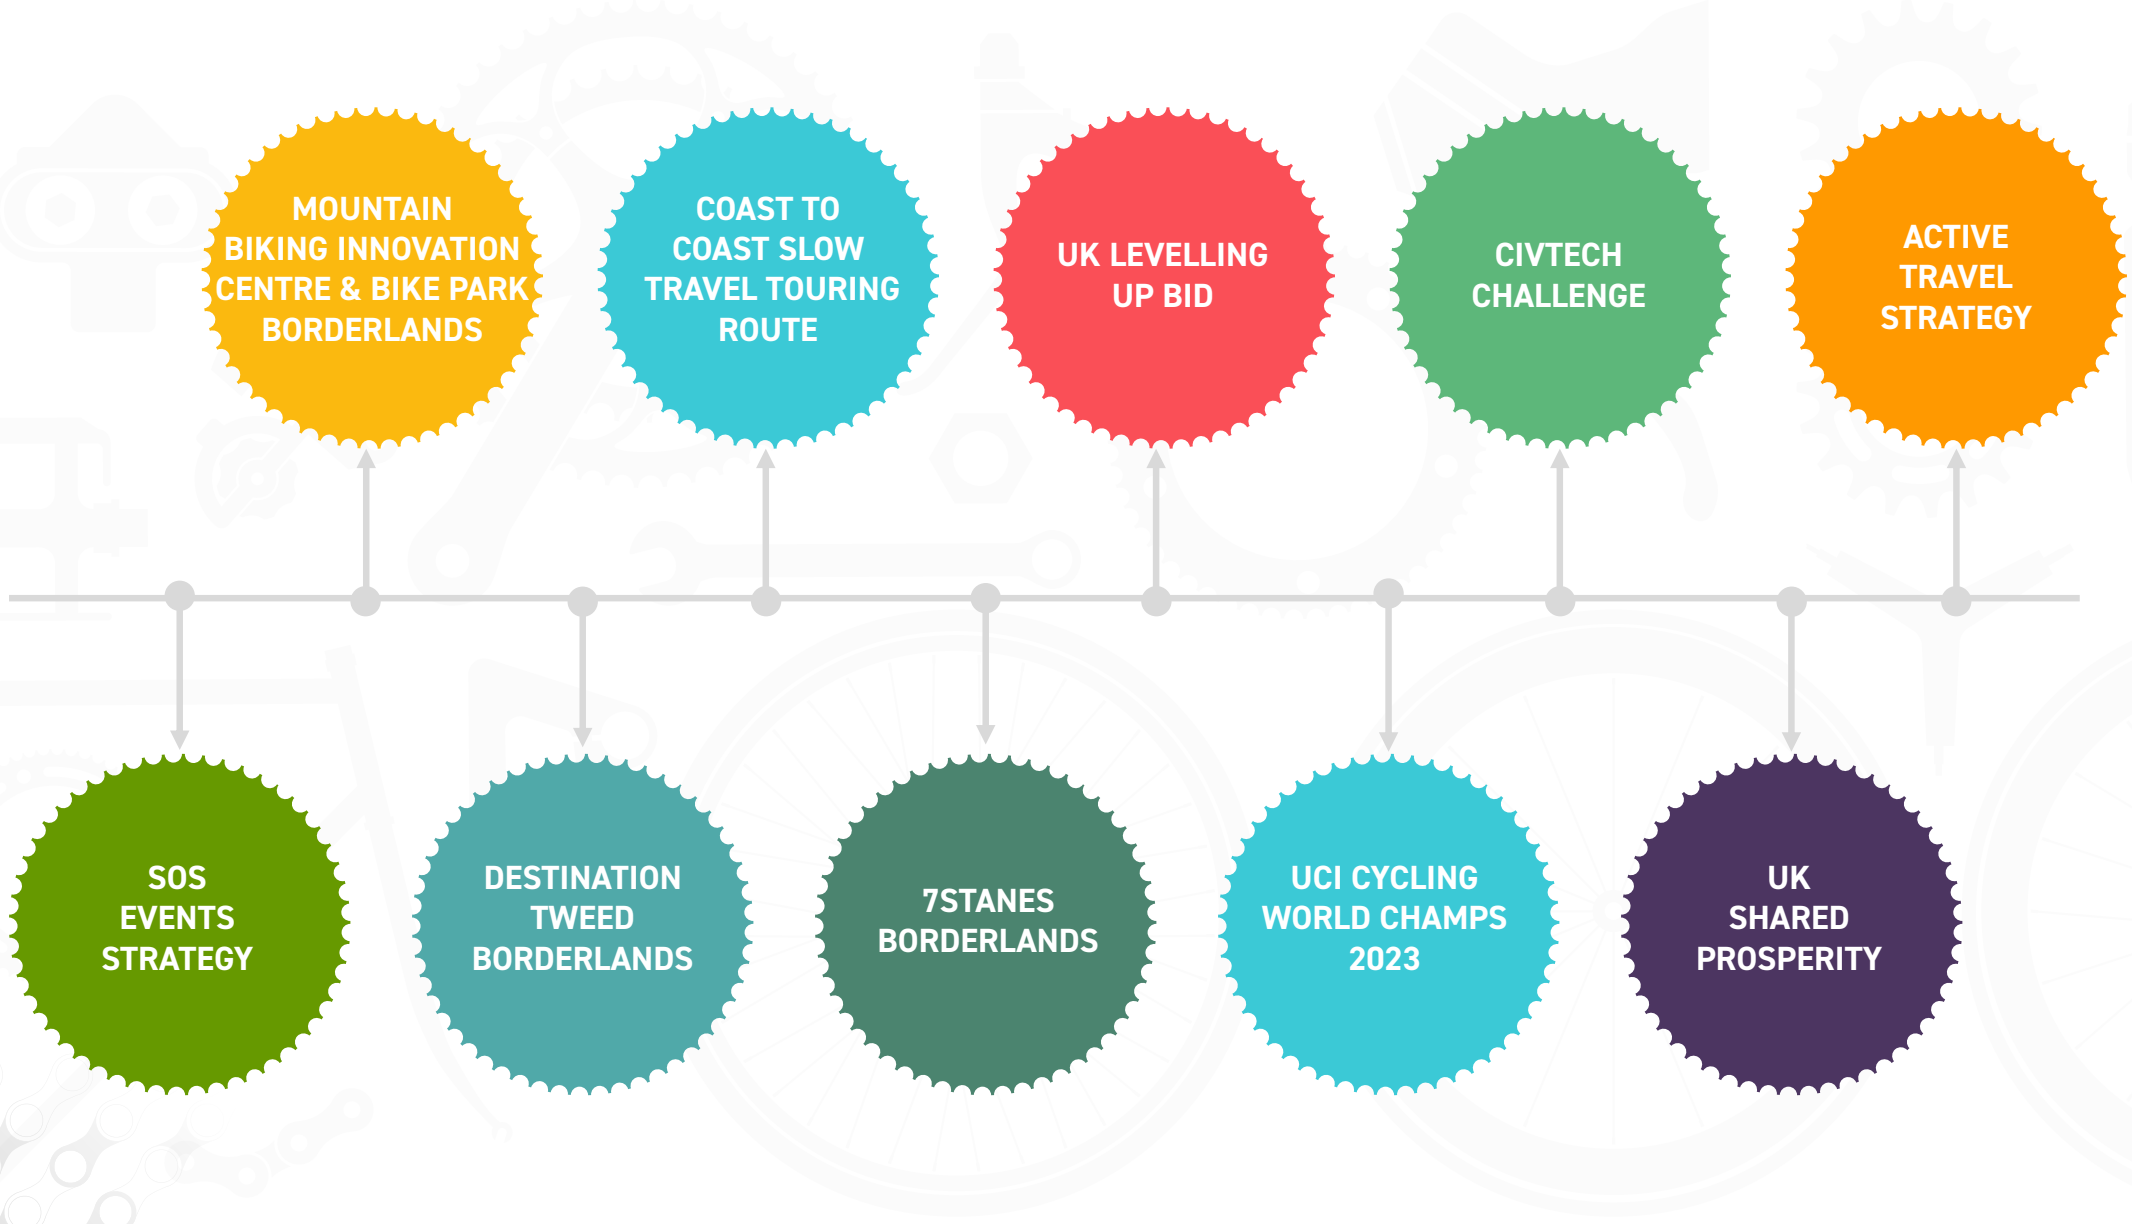 MOUNTAIN
BIKING INNOVATION
CENTRE & BIKE PARK
BORDERLANDS
COAST TO
COAST SLOW
TRAVEL TOURING
ROUTE
UK LEVELLING
UP BID
CIVTECH
CHALLENGE
ACTIVE
TRAVEL
STRATEGY
SOS
EVENTS
STRATEGY
DESTINATION
TWEED
BORDERLANDS
7STANES
BORDERLANDS
UCI CYCLING
WORLD CHAMPS
2023
UK
SHARED
PROSPERITY